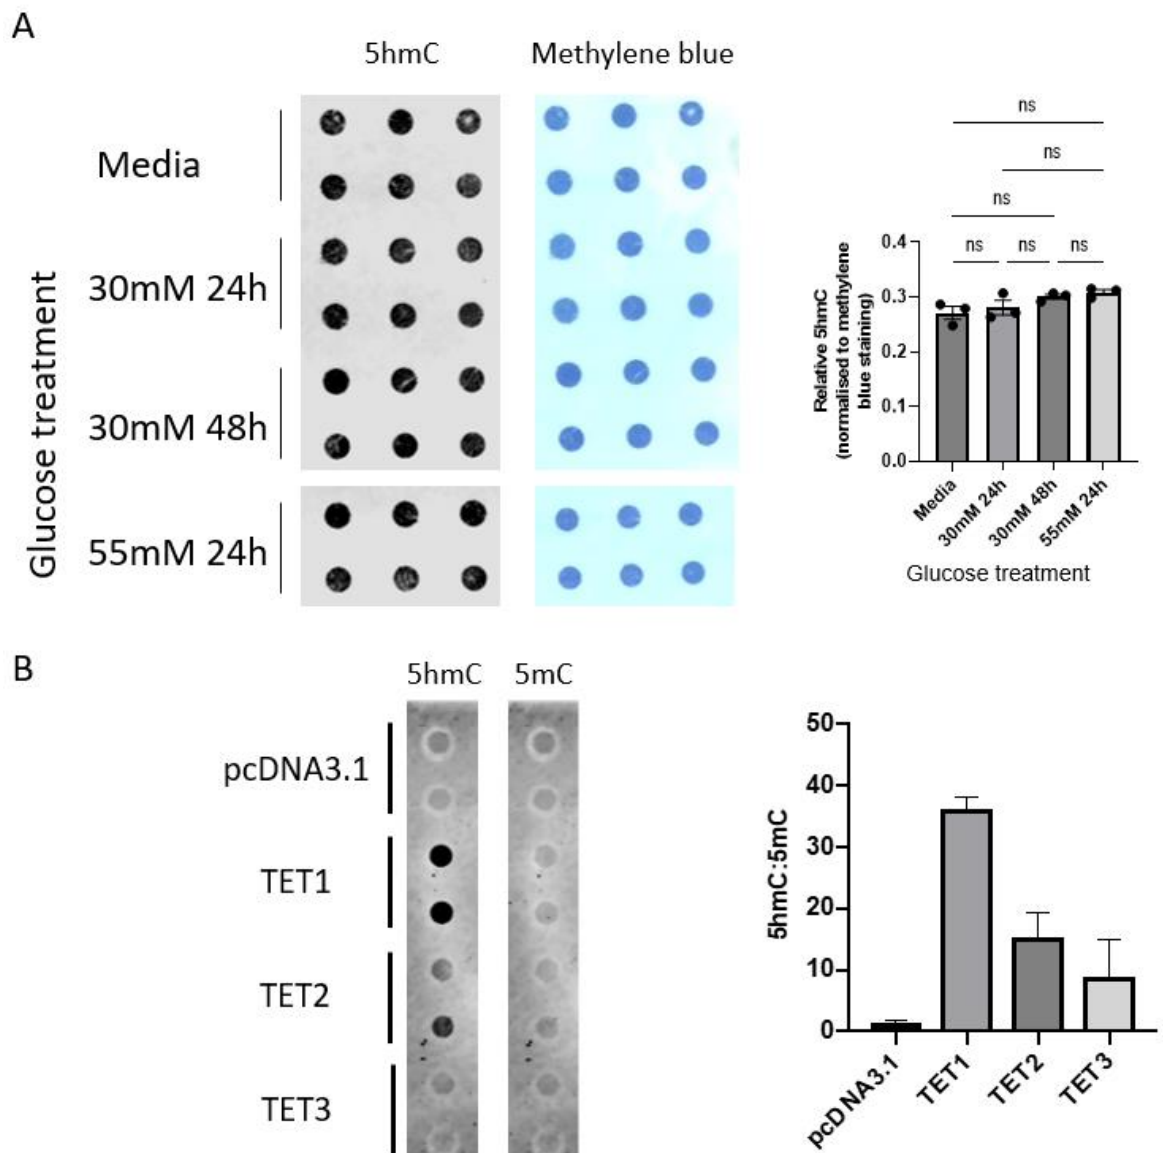 A
5hmC
Methylene blue
Media
30mM 24h
30mM 48h
55mM 24h
Glucose treatment
ns
ns
ns
ns
ns
ns
0.4
0.3
0.2
0.1
0.0
Relative 5hmC
(normalised to methylene
blue staining)
Media
30mM 24h
30mM 48h
55mM 24h
Glucose treatment
B
5hmC
5mC
pcDNA3.1
TET1
TET2
TET3
50
40
30
20
10
0
5hmC:5mC
pcDNA3.1
TET1
TET2
TET3